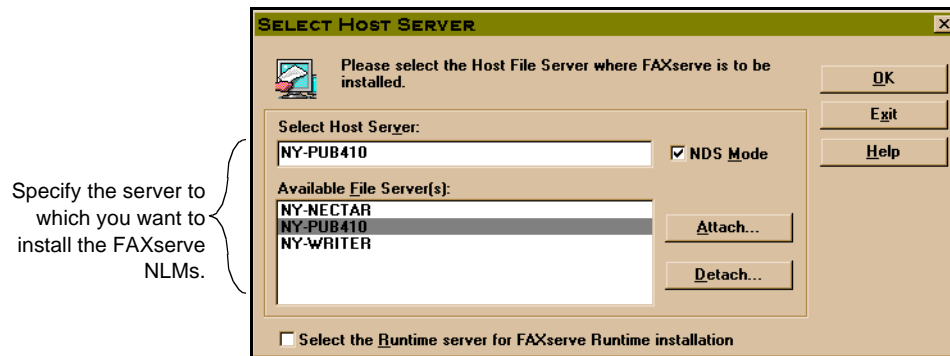 SELECT HOST SERVER
Please select the Host File Server where FAXserve is to be
installed.
OK
Exit
Help
Select Host Server:
NY-PUB410
NDS Mode
Available File Server(s):
NY-NECTAR
NY-PUB410
NY-WRITER
Attach...
Detach...
Select the Runtime server for FAXserve Runtime installation
Specify the server to
which you want to
install the FAXserve
NLMs.